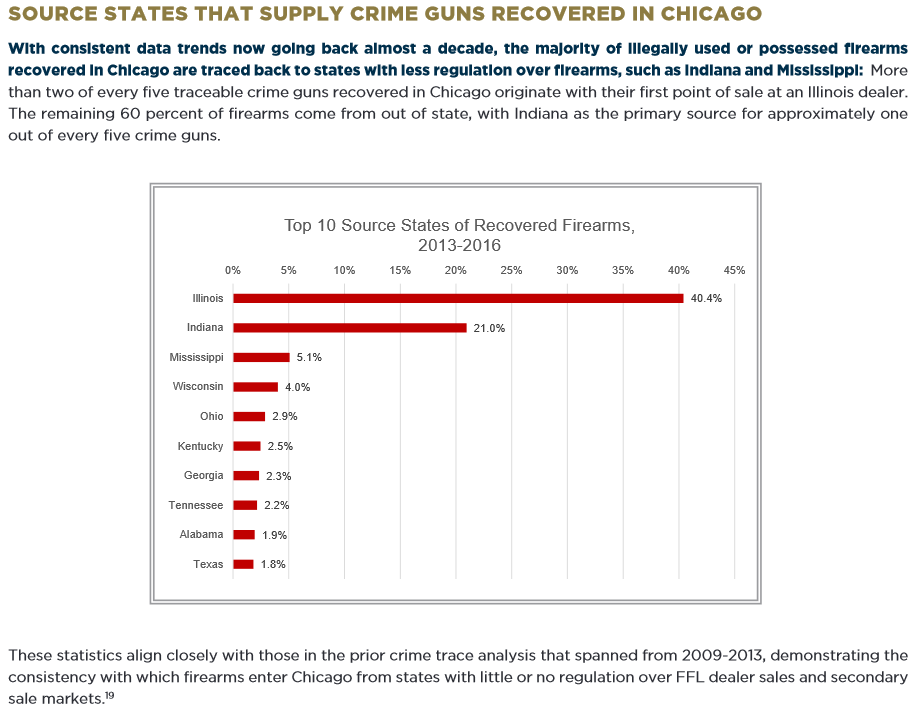 SOURCE STATES THAT SUPPLY CRIME GUNS RECOVERED IN CHICAGO
With consistent data trends now going back almost a decade, the majority of illegally used or possessed firearms
recovered in Chicago are traced back to states with less regulation over firearms, such as Indiana and Mississippi: More
than two of every five traceable crime guns recovered in Chicago originate with their first point of sale at an Illinois dealer.
The remaining 60 percent of firearms come from out of state, with Indiana as the primary source for approximately one
out of every five crime guns.
Top 10 Source States of Recovered Firearms,
2013-2016
0% 5% 10% 15% 20% 25% 30% 35% 40% 45%
Illinois 40.4%
Indiana 21.0%
Mississippi 5.1%
Wisconsin 4.0%
Ohio 2.9%
Kentucky 2.5%
Georgia 2.3%
Tennessee 2.2%
Alabama 1.9%
Texas 1.8%
These statistics align closely with those in the prior crime trace analysis that spanned from 2009-2013, demonstrating the
consistency with which firearms enter Chicago from states with little or no regulation over FFL dealer sales and secondary
sale markets.19